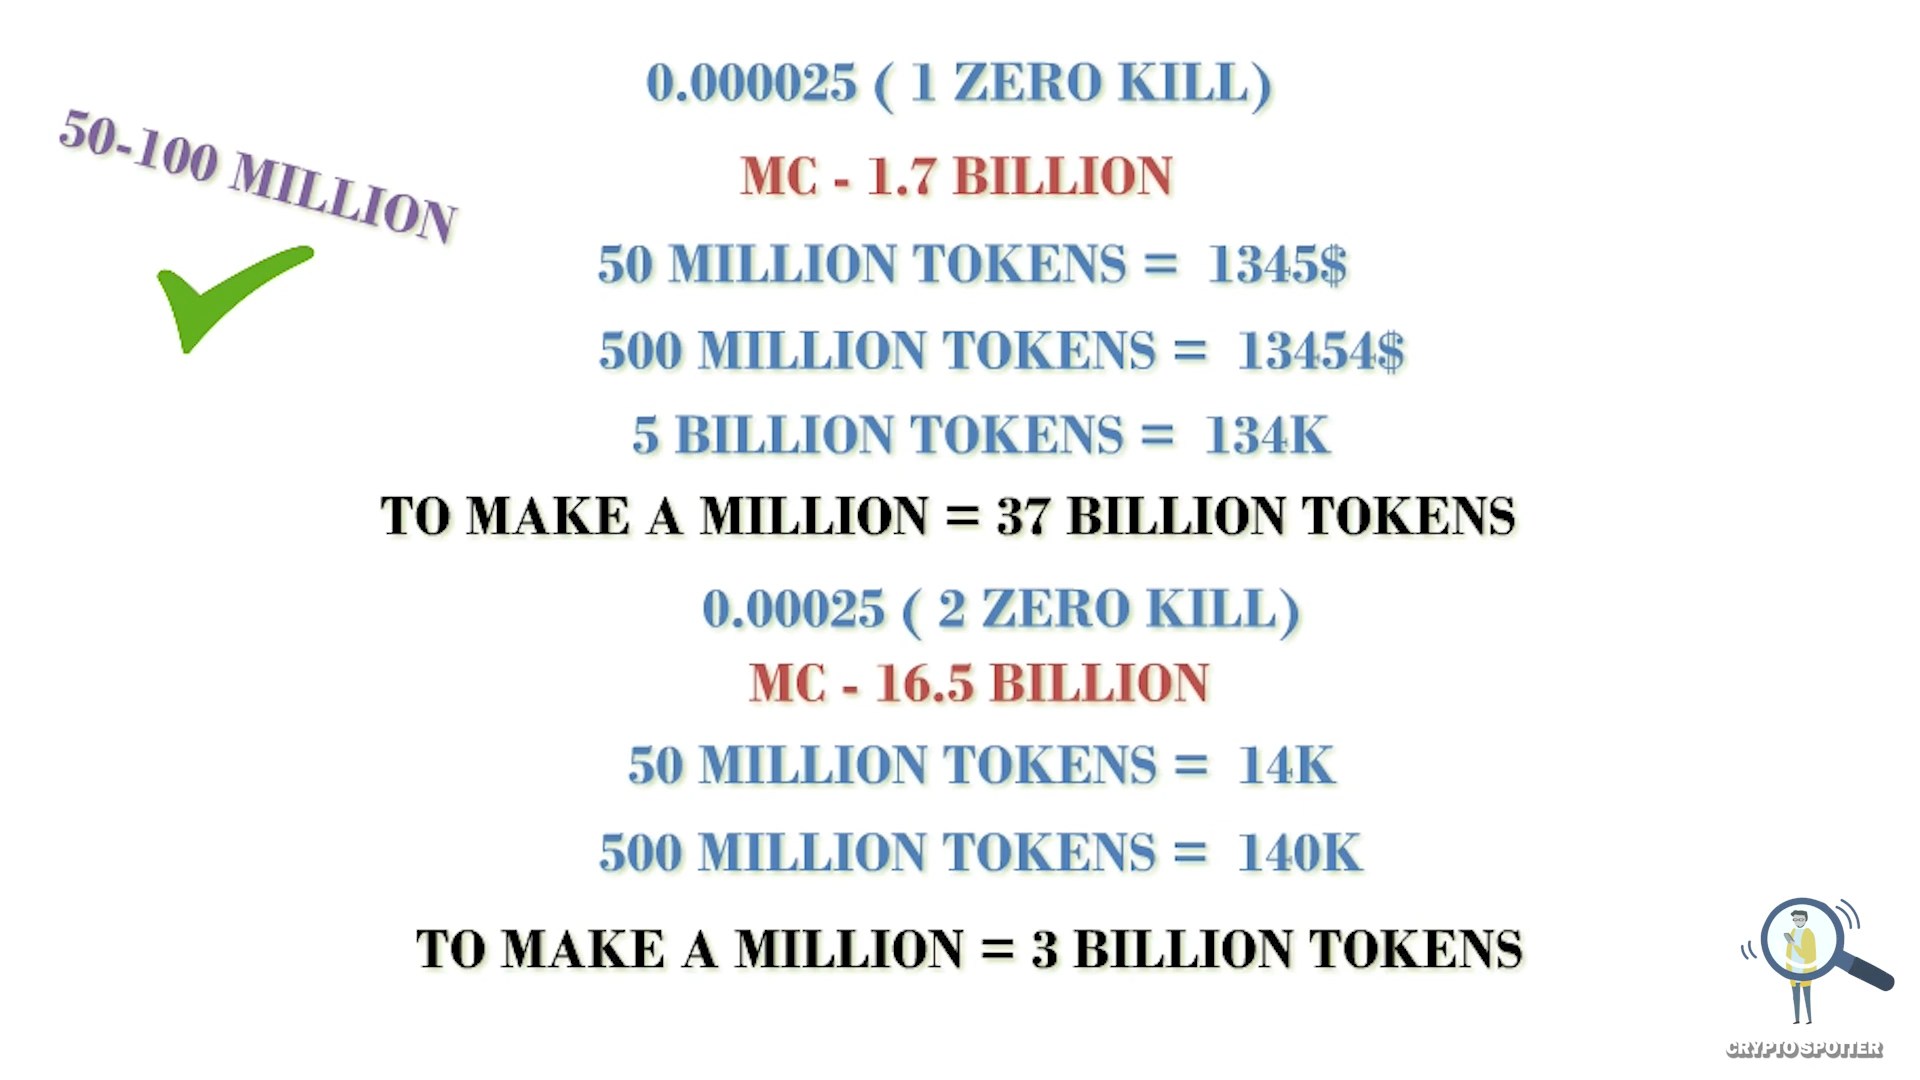 0.000025 ( 1 ZERO KILL)
50-100 MILLION
MC - 1.7 BILLION
50 MILLION TOKENS = 1345$
500 MILLION TOKENS = 13454$
5 BILLION TOKENS = 134K
TO MAKE A MILLION = 37 BILLION TOKENS
0.00025 ( 2 ZERO KILL)
MC - 16.5 BILLION
50 MILLION TOKENS = 14K
500 MILLION TOKENS = 140K
TO MAKE A MILLION = 3 BILLION TOKENS
CRYPTO SPOTTER